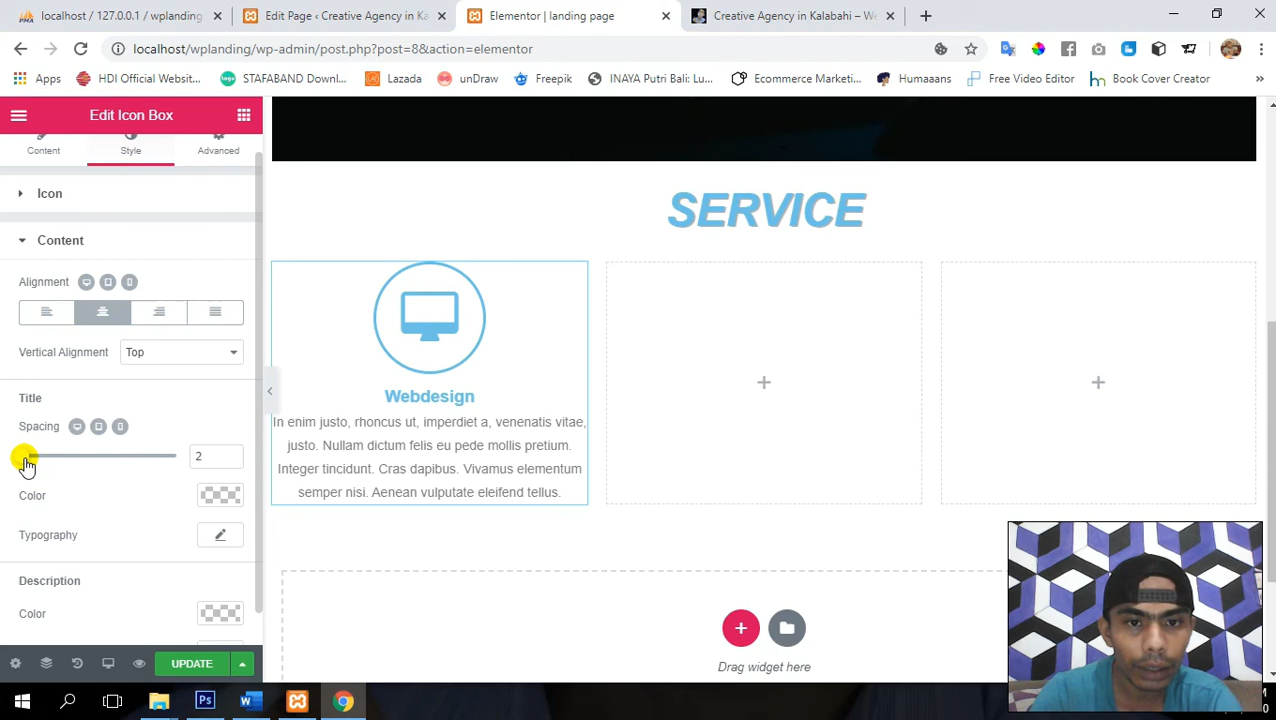 localhost / 127.0.0.1 / wplanding
Edit Page ‹ Creative Agency in Ka
Elementor | landing page
Creative Agency in Kalabahi – We
localhost/wplanding/wp-admin/post.php?post=8&action=elementor
Apps
HDI Official Websit...
STAFABAND Downl...
Lazada
unDraw
Freepik
INAYA Putri Bali: Lu...
Ecommerce Marketi...
Humaaans
Free Video Editor
Book Cover Creator
»
Edit Icon Box
Content
Style
Advanced
Icon
Content
Alignment
Vertical Alignment
Top
Title
Spacing
2
Color
Typography
Description
Color
UPDATE
SERVICE
Webdesign
In enim justo, rhoncus ut, imperdiet a, venenatis vitae,
justo. Nullam dictum felis eu pede mollis pretium.
Integer tincidunt. Cras dapibus. Vivamus elementum
semper nisi. Aenean vulputate eleifend tellus.
Drag widget here